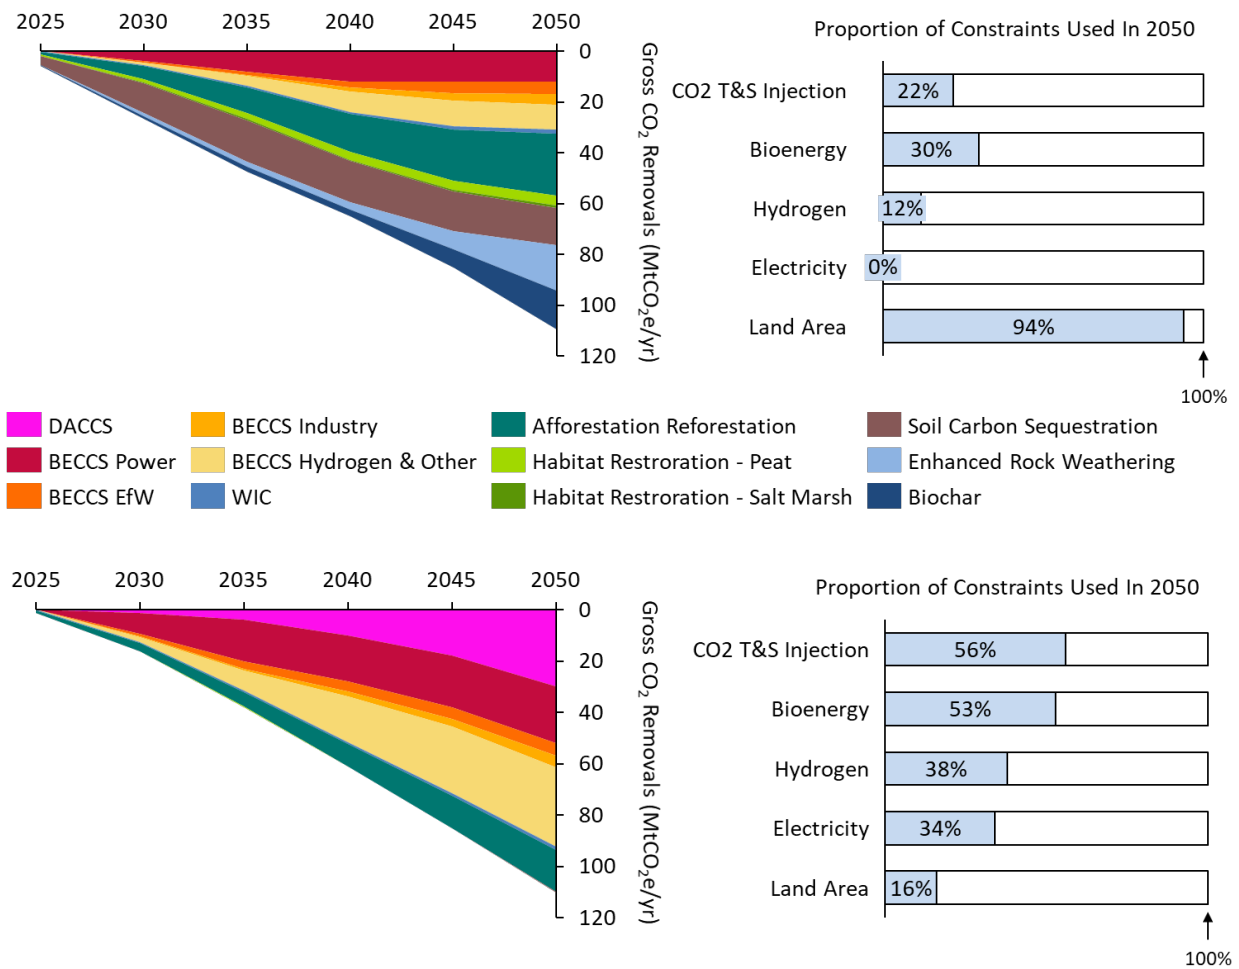 2025 2030 2035 2040 2045 2050
0
20
40
60
80
100
120
Gross CO2 Removals (MtCO2e/yr)
Proportion of Constraints Used In 2050
CO2 T&S Injection 22%
Bioenergy 30%
Hydrogen 12%
Electricity 0%
Land Area 94%
100%
DACCS BECCS Industry Afforestation Reforestation Soil Carbon Sequestration
BECCS Power BECCS Hydrogen & Other Habitat Restroration - Peat Enhanced Rock Weathering
BECCS EfW WIC Habitat Restroration - Salt Marsh Biochar
2025 2030 2035 2040 2045 2050
0
20
40
60
80
100
120
Gross CO2 Removals (MtCO2e/yr)
Proportion of Constraints Used In 2050
CO2 T&S Injection 56%
Bioenergy 53%
Hydrogen 38%
Electricity 34%
Land Area 16%
100%